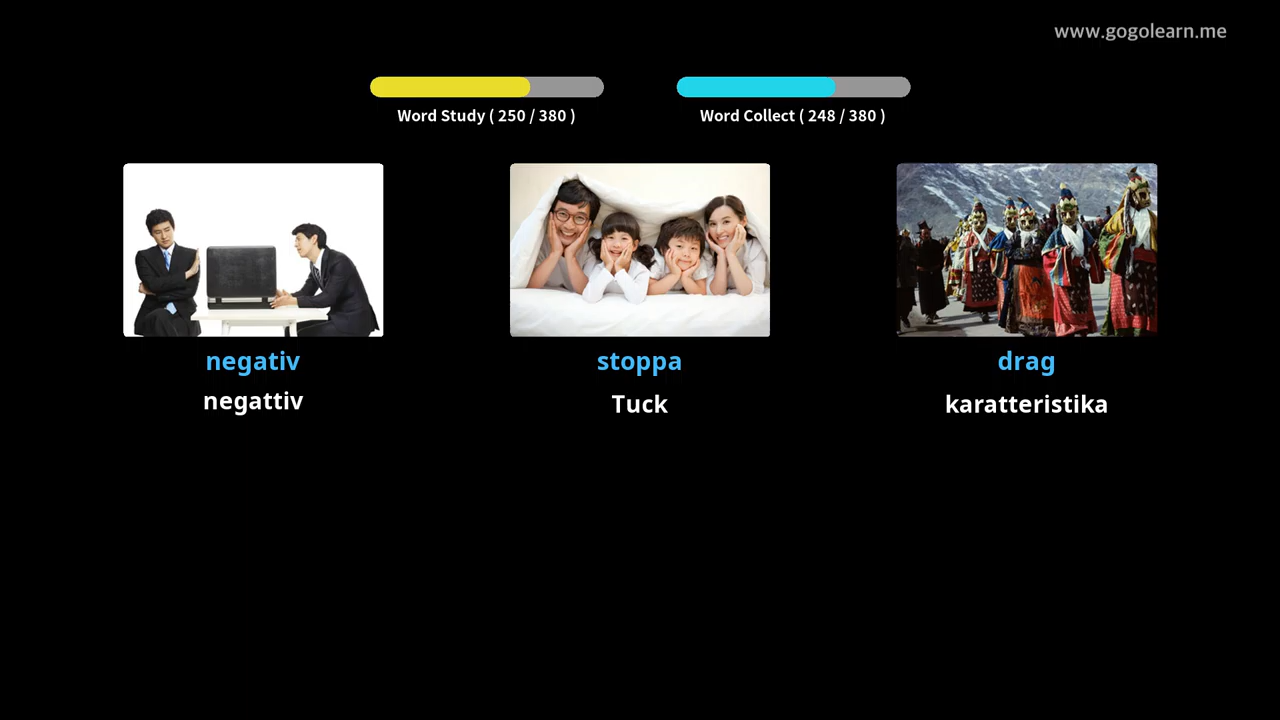 www.gogolearn.me
Word Study ( 250 / 380 )
Word Collect ( 248 / 380 )
negativ
negattiv
stoppa
Tuck
drag
karatteristika